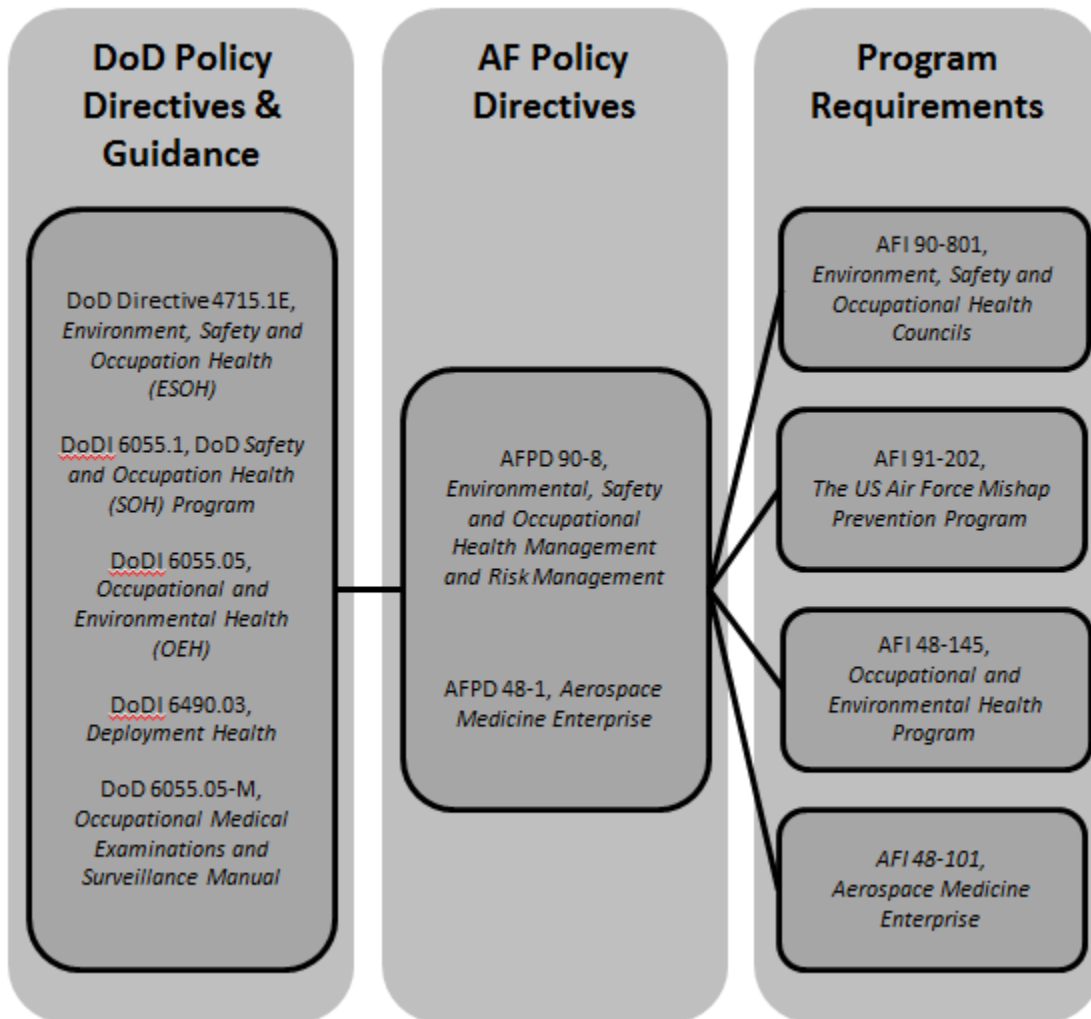 DoD Policy
Directives &
Guidance
DoD Directive 4715.1E,
Environment, Safety and
Occupation Health
(ESOH)
DoDI 6055.1, DoD Safety
and Occupation Health
(SOH) Program
DoDI 6055.05,
Occupational and
Environmental Health
(OEH)
DoDI 6490.03,
Deployment Health
DoD 6055.05-M,
Occupational Medical
Examinations and
Surveillance Manual
AF Policy
Directives
AFPD 90-8,
Environmental, Safety
and Occupational
Health Management
and Risk Management
AFPD 48-1, Aerospace
Medicine Enterprise
Program
Requirements
AFI 90-801,
Environment, Safety and
Occupational Health
Councils
AFI 91-202,
The US Air Force Mishap
Prevention Program
AFI 48-145,
Occupational and
Environmental Health
Program
AFI 48-101,
Aerospace Medicine
Enterprise